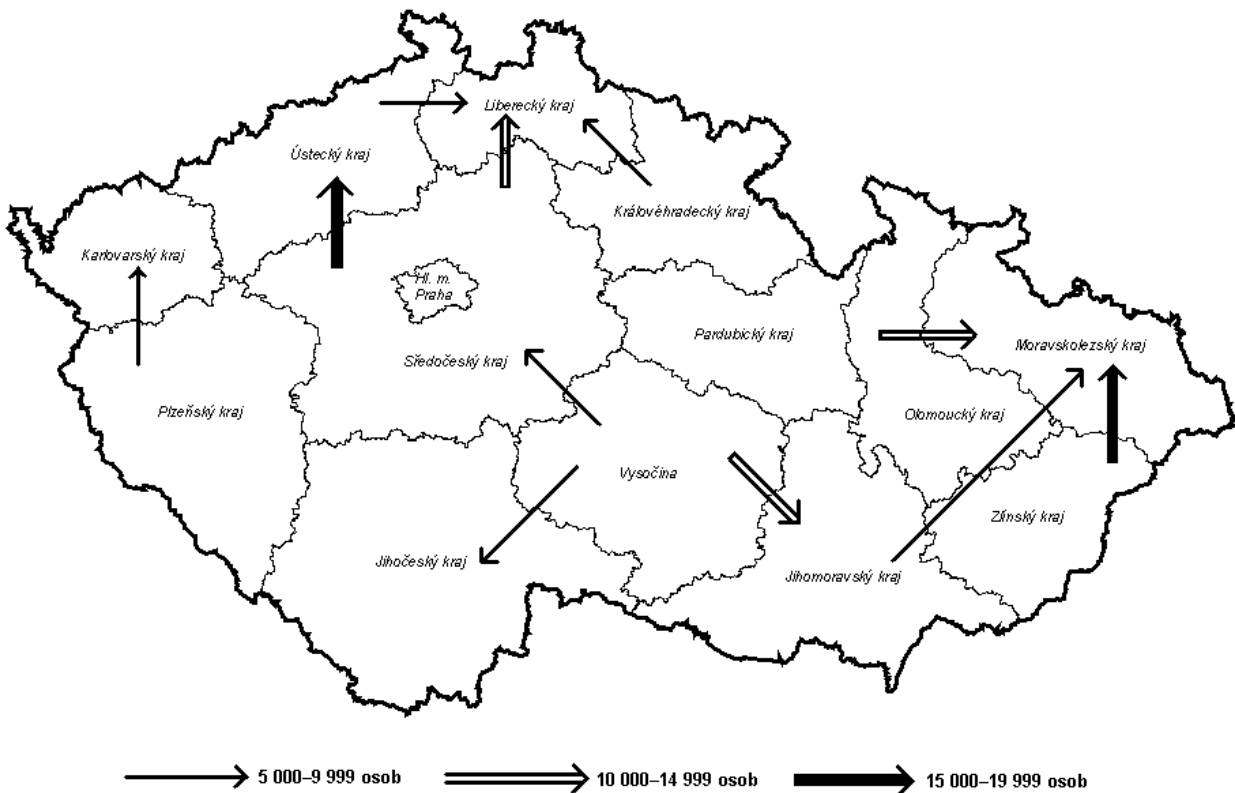 Liberecký kraj
Ústecký kraj
Královéhradecký kraj
Karlovarský kraj
Hl. m.
Praha
Pardubický kraj
Moravskolezský kraj
Sředočeský kraj
Plzeňský kraj
Olomoucký kraj
Vysočina
Zlínský kraj
Jihočeský kraj
Jihomoravský kraj
5 000–9 999 osob
10 000–14 999 osob
15 000–19 999 osob